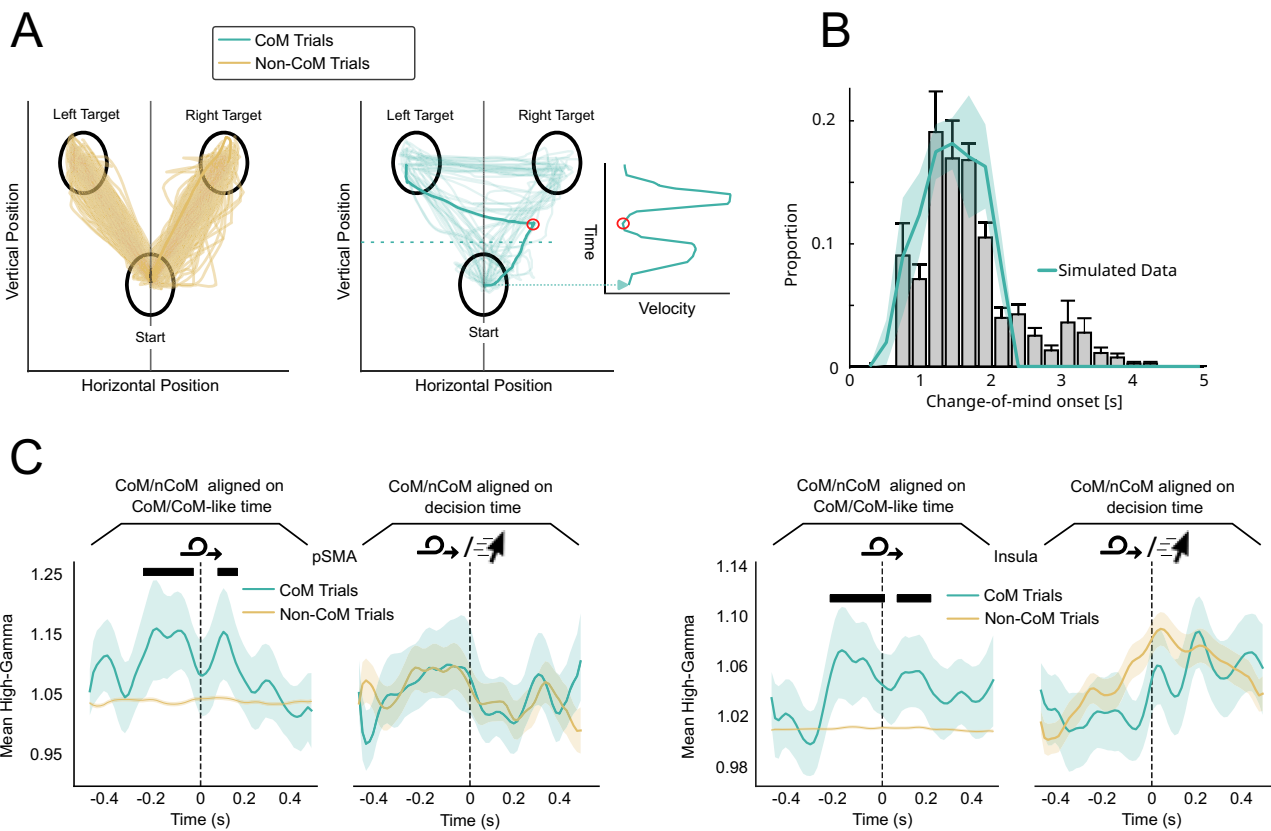 A
CoM Trials
Non-CoM Trials
Left Target
Right Target
Start
Vertical Position
Horizontal Position
Left Target
Right Target
Start
Vertical Position
Horizontal Position
Time
Velocity
B
0.2
0.1
0
Proportion
Simulated Data
0 1 2 3 4 5
Change-of-mind onset [s]
C
CoM/nCoM aligned on
CoM/CoM-like time
CoM/nCoM aligned on
decision time
pSMA
/
CoM Trials
Non-CoM Trials
1.25
1.15
1.05
0.95
Mean High-Gamma
-0.4 -0.2 0 0.2 0.4
Time (s)
-0.4 -0.2 0 0.2 0.4
Time (s)
CoM/nCoM aligned on
CoM/CoM-like time
CoM/nCoM aligned on
decision time
Insula
/
CoM Trials
Non-CoM Trials
1.14
1.10
1.06
1.02
0.98
Mean High-Gamma
-0.4 -0.2 0 0.2 0.4
Time (s)
-0.4 -0.2 0 0.2 0.4
Time (s)